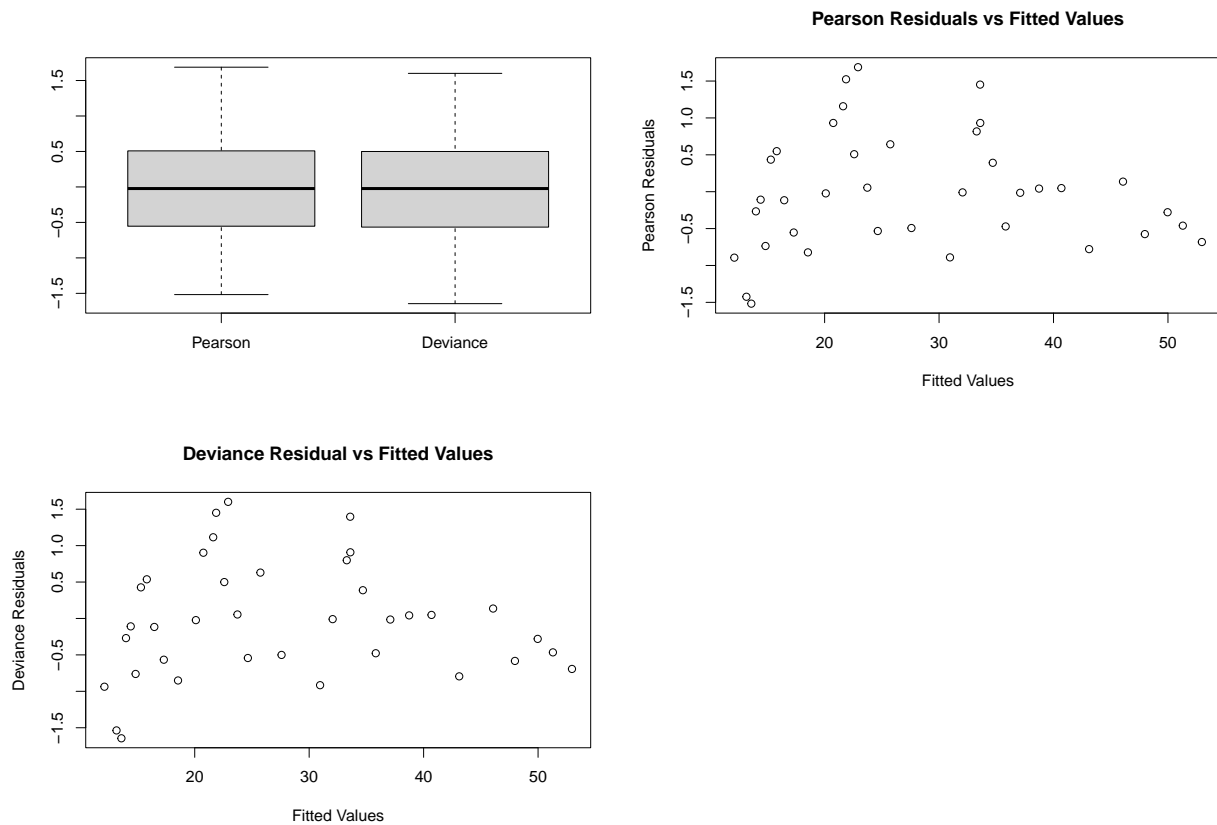 1.5
0.5
−0.5
−1.5
Pearson
Deviance
Pearson Residuals vs Fitted Values
Pearson Residuals
1.5
1.0
0.5
−0.5
−1.5
20
30
40
50
Fitted Values
Deviance Residual vs Fitted Values
Deviance Residuals
1.5
1.0
0.5
−0.5
−1.5
20
30
40
50
Fitted Values